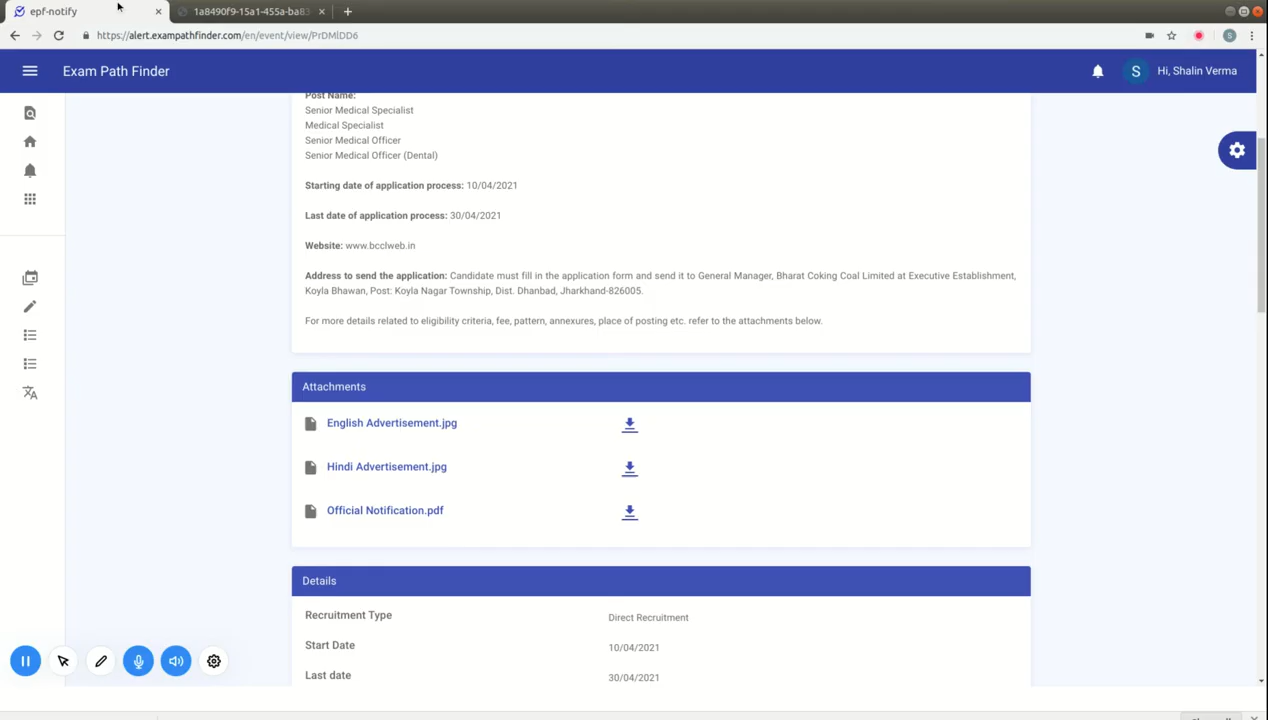 epf-notify
1a8490f9-15a1-455a-ba83
https://alert.exampathfinder.com/en/event/view/PrDMlDD6
S
Exam Path Finder
S
Hi, Shalin Verma
Post Name:
Senior Medical Specialist
Medical Specialist
Senior Medical Officer
Senior Medical Officer (Dental)
Starting date of application process: 10/04/2021
Last date of application process: 30/04/2021
Website: www.bcclweb.in
Address to send the application: Candidate must fill in the application form and send it to General Manager, Bharat Coking Coal Limited at Executive Establishment,
Koyla Bhawan, Post: Koyla Nagar Township, Dist. Dhanbad, Jharkhand-826005.
For more details related to eligibility criteria, fee, pattern, annexures, place of posting etc. refer to the attachments below.
Attachments
English Advertisement.jpg
Hindi Advertisement.jpg
Official Notification.pdf
Details
Recruitment Type
Direct Recruitment
Start Date
10/04/2021
Last date
30/04/2021